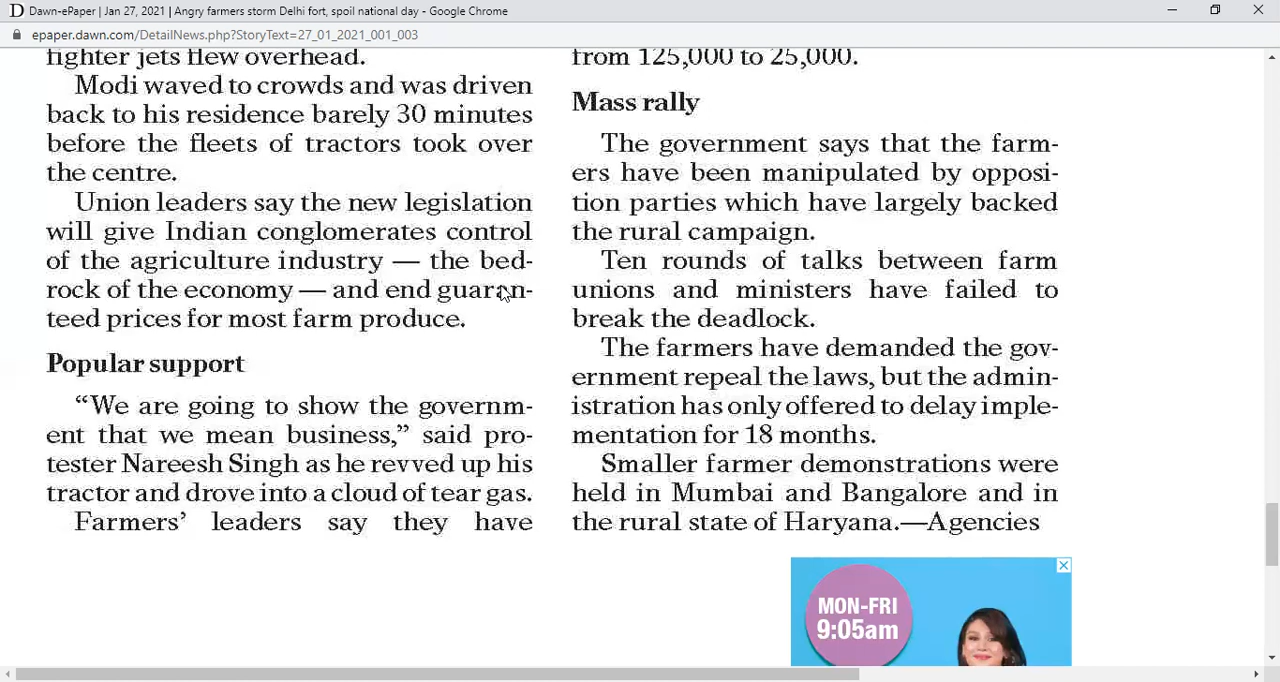 Dawn-ePaper | Jan 27, 2021 | Angry farmers storm Delhi fort, spoil national day - Google Chrome
epaper.dawn.com/DetailNews.php?StoryText=27_01_2021_001_003
fighter jets flew overhead.
Modi waved to crowds and was driven
back to his residence barely 30 minutes
before the fleets of tractors took over
the centre.
Union leaders say the new legislation
will give Indian conglomerates control
of the agriculture industry — the bed-
rock of the economy — and end guaran-
teed prices for most farm produce.
Popular support
“We are going to show the governm-
ent that we mean business,” said pro-
tester Nareesh Singh as he revved up his
tractor and drove into a cloud of tear gas.
Farmers’ leaders say they have
from 125,000 to 25,000.
Mass rally
The government says that the farm-
ers have been manipulated by opposi-
tion parties which have largely backed
the rural campaign.
Ten rounds of talks between farm
unions and ministers have failed to
break the deadlock.
The farmers have demanded the gov-
ernment repeal the laws, but the admin-
istration has only offered to delay imple-
mentation for 18 months.
Smaller farmer demonstrations were
held in Mumbai and Bangalore and in
the rural state of Haryana.—Agencies
MON-FRI
9:05am